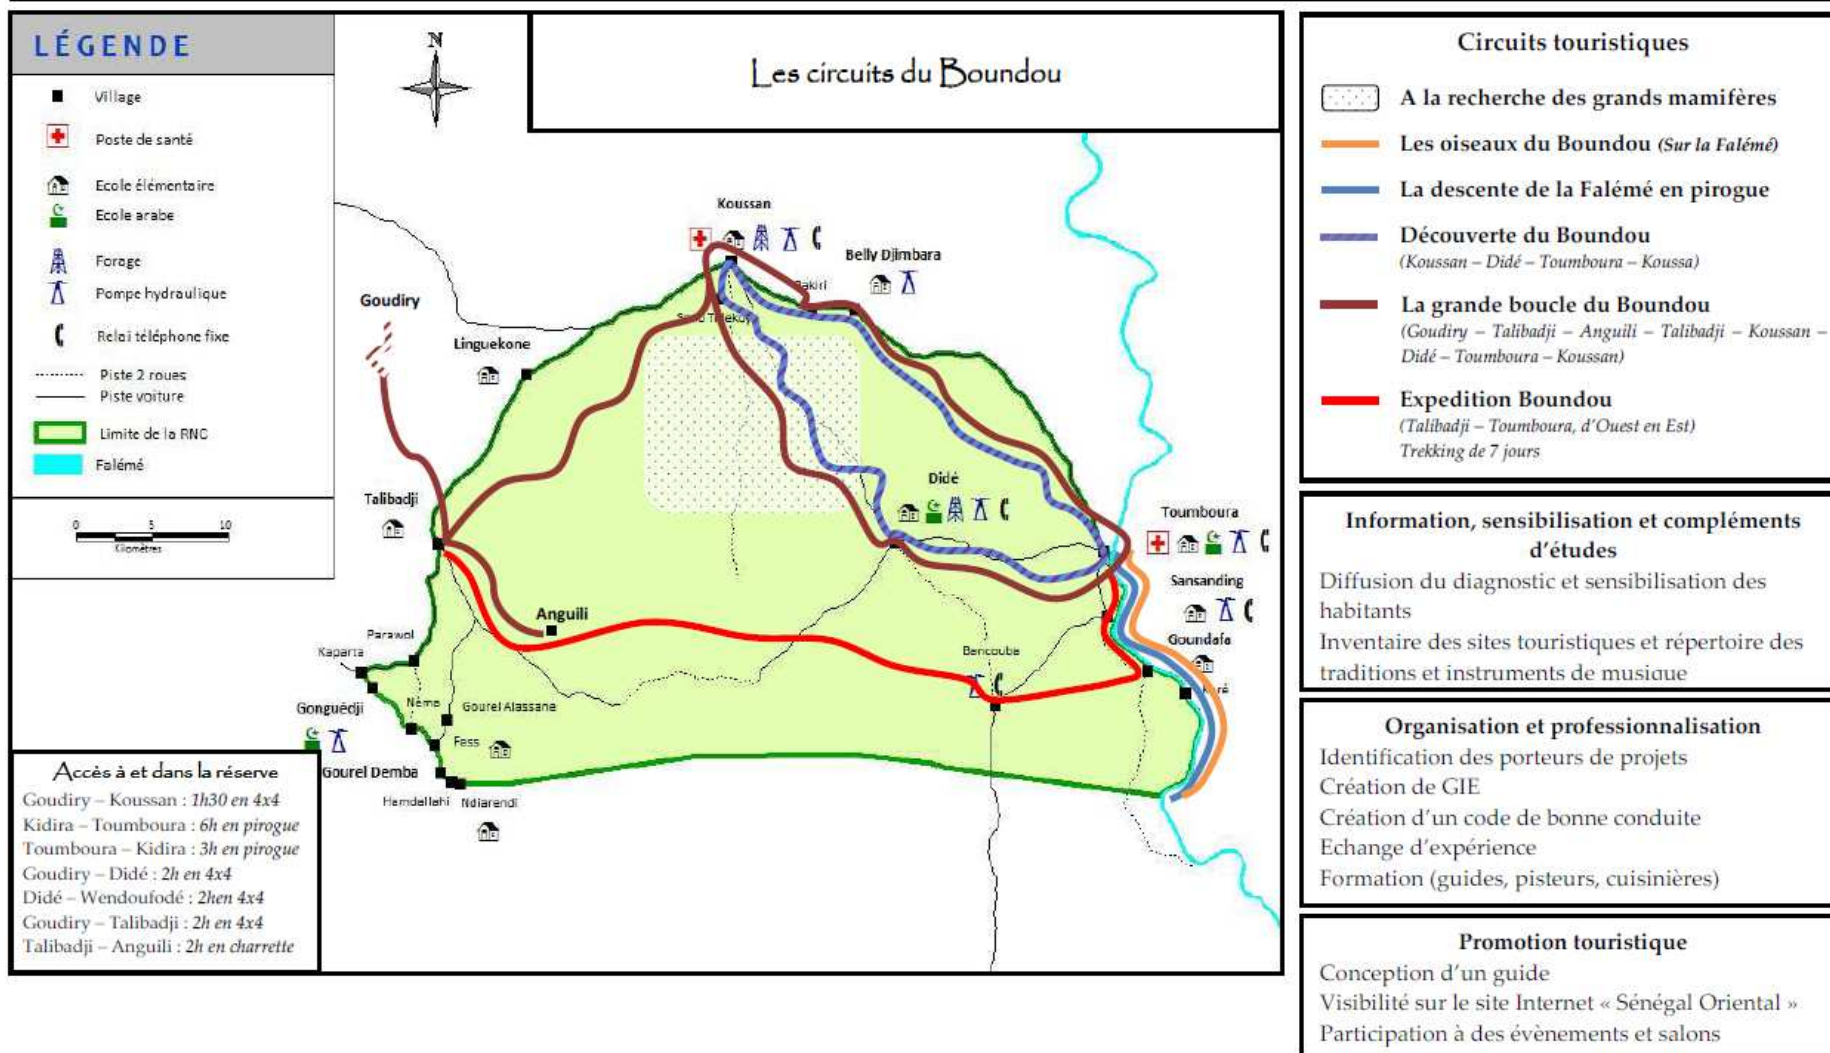 LÉGENDE
Village
Poste de santé
Ecole élémentaire
Ecole arabe
Forage
Pompe hydraulique
Relai téléphone fixe
Piste 2 roues
Piste voiture
Limite de la RNC
Falémé
0 5 10
Kilomètres
N
Les circuits du Boundou
Koussan
Belly Djimbara
Bakiri
Goudiry
Linguekone
Talibadji
Didé
Toumboura
Sansanding
Goundafa
Anguili
Parawol
Kaparta
Bancouba
Némé
Gourel Alassane
Gonguédji
Fess
Gourel Demba
Hamdallahi Ndiarendi
Accès à et dans la réserve
Goudiry – Koussan : 1h30 en 4x4
Kidira – Toumboura : 6h en pirogue
Toumboura – Kidira : 3h en pirogue
Goudiry – Didé : 2h en 4x4
Didé – Wendoufodé : 2hen 4x4
Goudiry – Talibadji : 2h en 4x4
Talibadji – Anguili : 2h en charrette
Circuits touristiques
A la recherche des grands mamifères
Les oiseaux du Boundou (Sur la Falémé)
La descente de la Falémé en pirogue
Découverte du Boundou
(Koussan – Didé – Toumboura – Koussa)
La grande boucle du Boundou
(Goudiry – Talibadji – Anguili – Talibadji – Koussan –
Didé – Toumboura – Koussan)
Expedition Boundou
(Talibadji – Toumboura, d'Ouest en Est)
Trekking de 7 jours
Information, sensibilisation et compléments
d'études
Diffusion du diagnostic et sensibilisation des
habitants
Inventaire des sites touristiques et répertoire des
traditions et instruments de musique
Organisation et professionnalisation
Identification des porteurs de projets
Création de GIE
Création d'un code de bonne conduite
Echange d'expérience
Formation (guides, pisteurs, cuisinières)
Promotion touristique
Conception d'un guide
Visibilité sur le site Internet « Sénégal Oriental »
Participation à des évènements et salons